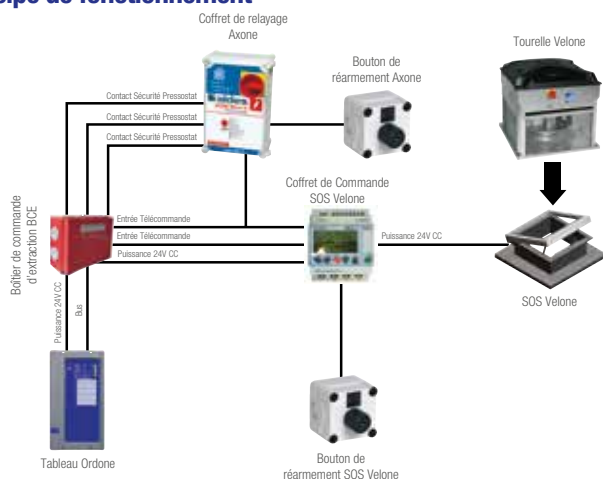 cipe de fonctionnement
Coffret de relayage
Axone
Tourelle Velone
Bouton de
réarmement Axone
Contact Sécurité Pressostat
Contact Sécurité Pressostat
Contact Sécurité Pressostat
Coffret de Commande
SOS Velone
Boîtier de commande
d'extraction BCE
Entrée Télécommande
Entrée Télécommande
Puissance 24V CC
Puissance 24V CC
SOS Velone
Puissance 24V CC
Bus
Tableau Ordone
Bouton de
réarmement SOS Velone